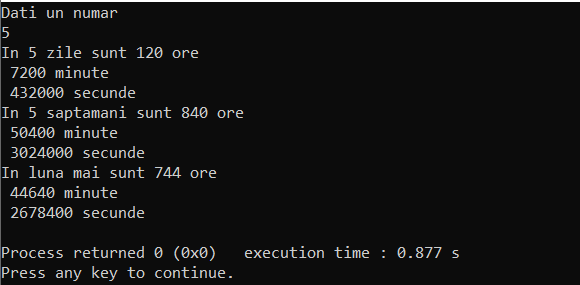 Dati un numar
5
In 5 zile sunt 120 ore
 7200 minute
 432000 secunde
In 5 saptamani sunt 840 ore
 50400 minute
 3024000 secunde
In luna mai sunt 744 ore
 44640 minute
 2678400 secunde

Process returned 0 (0x0)   execution time : 0.877 s
Press any key to continue.